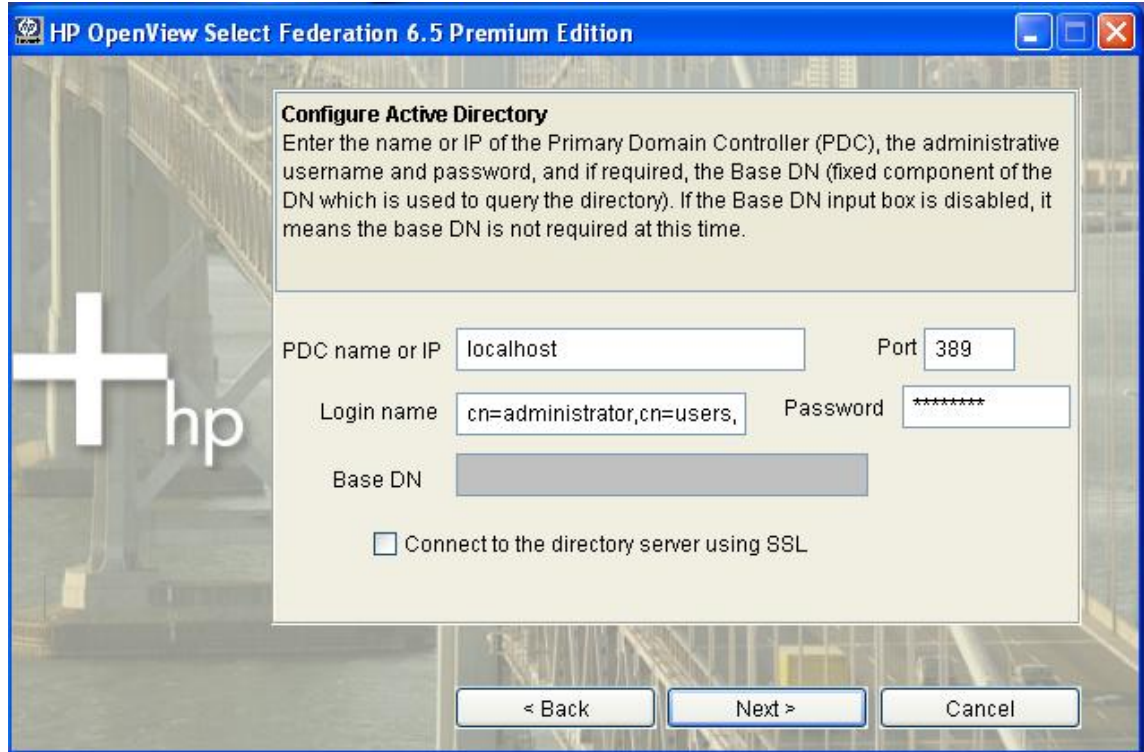 HP OpenView Select Federation 6.5 Premium Edition
Configure Active Directory
Enter the name or IP of the Primary Domain Controller (PDC), the administrative
username and password, and if required, the Base DN (fixed component of the
DN which is used to query the directory). If the Base DN input box is disabled, it
means the base DN is not required at this time.
PDC name or IP localhost Port 389
Login name cn=administrator,cn=users, Password ********
hp
Base DN
Connect to the directory server using SSL
< Back Next > Cancel